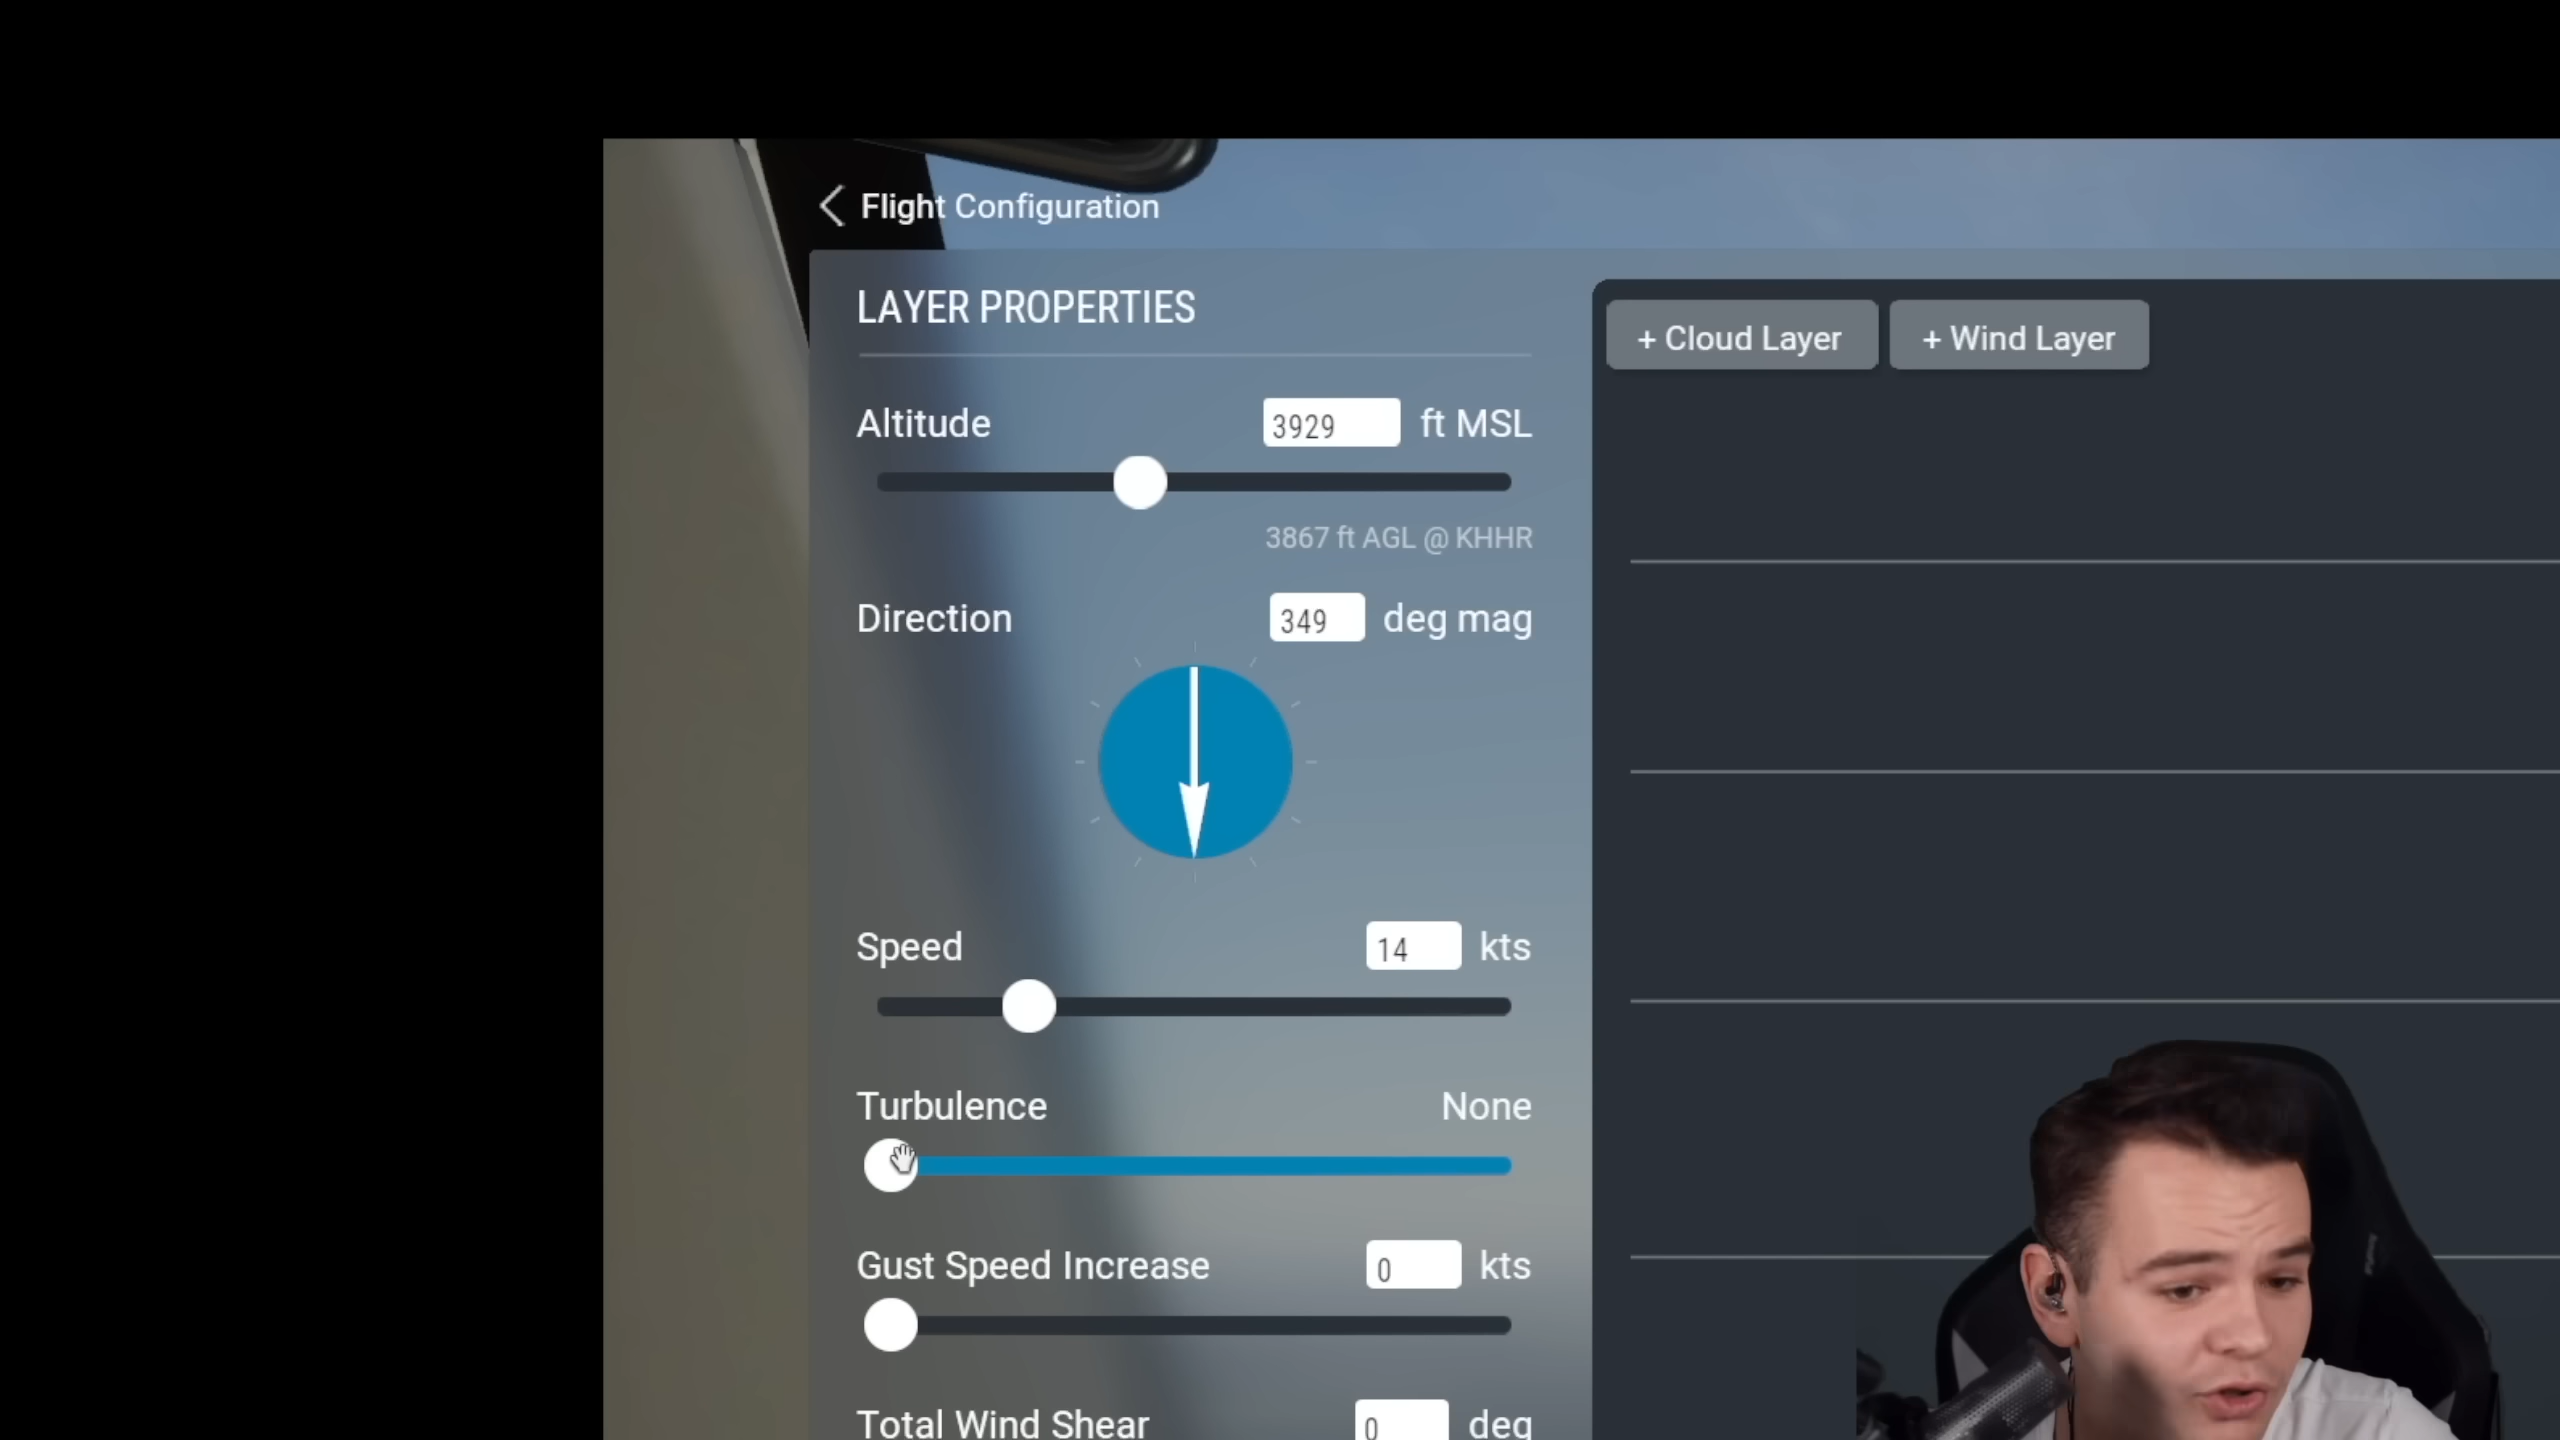 Flight Configuration
LAYER PROPERTIES
+ Cloud Layer
+ Wind Layer
Altitude 3929 ft MSL
3867 ft AGL @ KHHR
Direction 349 deg mag
Speed 14 kts
Turbulence None
Gust Speed Increase 0 kts
Total Wind Shear 0 deg